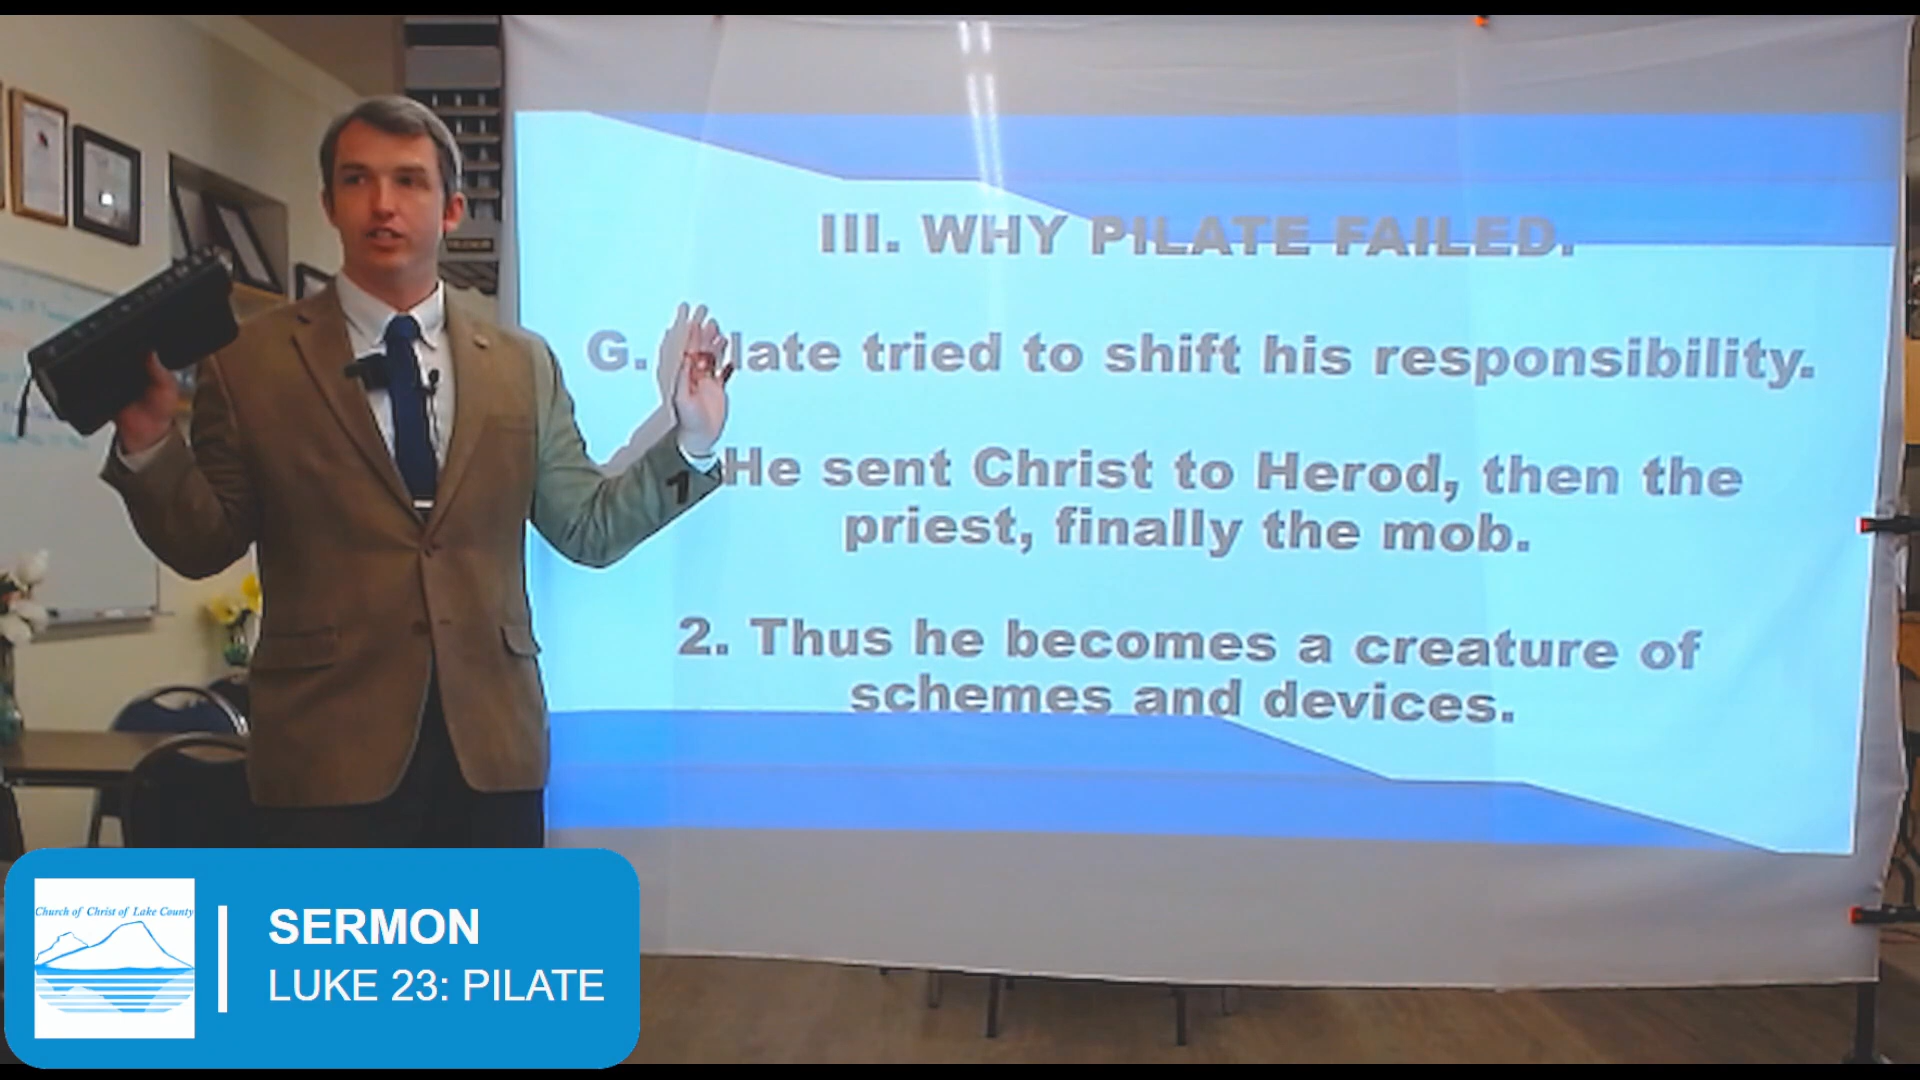 III. WHY PILATE FAILED.
G. late tried to shift his responsibility.
1 He sent Christ to Herod, then the
priest, finally the mob.
2. Thus he becomes a creature of
schemes and devices.
Church of Christ of Lake County
SERMON
LUKE 23: PILATE